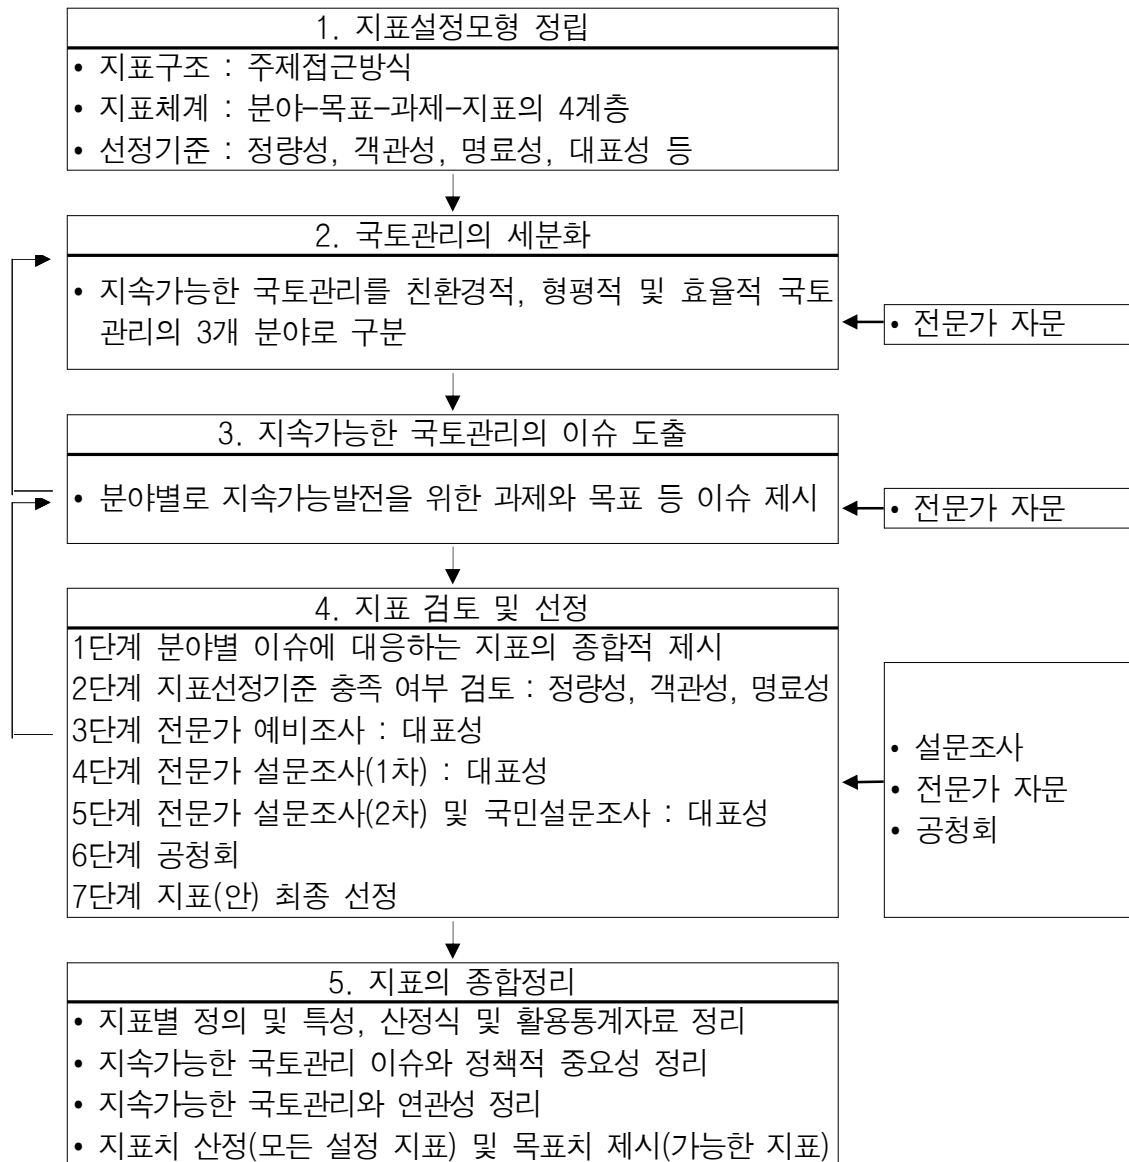 1. 지표설정모형 정립
• 지표구조 : 주제접근방식
• 지표체계 : 분야-목표-과제-지표의 4계층
• 선정기준 : 정량성, 객관성, 명료성, 대표성 등
2. 국토관리의 세분화
• 지속가능한 국토관리를 친환경적, 형평적 및 효율적 국토
관리의 3개 분야로 구분
• 전문가 자문
3. 지속가능한 국토관리의 이슈 도출
• 분야별로 지속가능발전을 위한 과제와 목표 등 이슈 제시
• 전문가 자문
4. 지표 검토 및 선정
1단계 분야별 이슈에 대응하는 지표의 종합적 제시
2단계 지표선정기준 충족 여부 검토 : 정량성, 객관성, 명료성
3단계 전문가 예비조사 : 대표성
4단계 전문가 설문조사(1차) : 대표성
5단계 전문가 설문조사(2차) 및 국민설문조사 : 대표성
6단계 공청회
7단계 지표(안) 최종 선정
• 설문조사
• 전문가 자문
• 공청회
5. 지표의 종합정리
• 지표별 정의 및 특성, 산정식 및 활용통계자료 정리
• 지속가능한 국토관리 이슈와 정책적 중요성 정리
• 지속가능한 국토관리와 연관성 정리
• 지표치 산정(모든 설정 지표) 및 목표치 제시(가능한 지표)